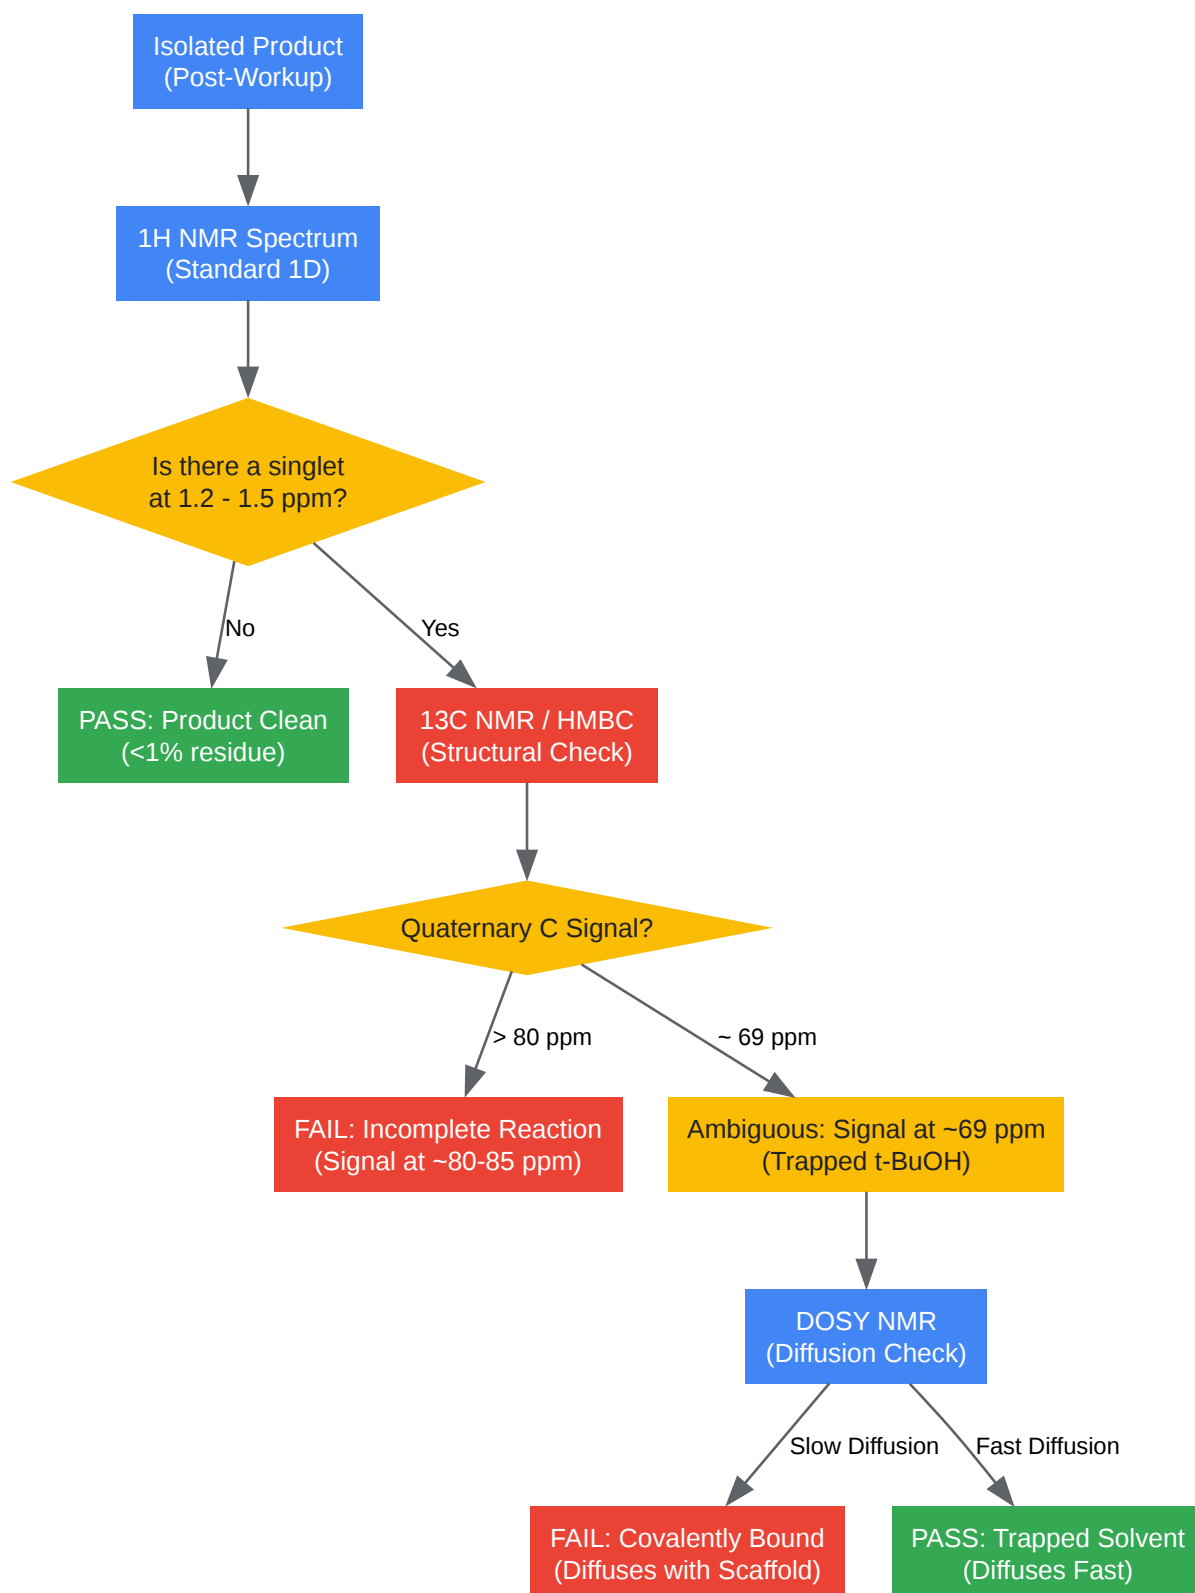 Isolated Product
(Post-Workup)
1H NMR Spectrum
(Standard 1D)
Is there a singlet
at 1.2 - 1.5 ppm?
No
Yes
PASS: Product Clean
(<1% residue)
13C NMR / HMBC
(Structural Check)
Quaternary C Signal?
> 80 ppm
~ 69 ppm
FAIL: Incomplete Reaction
(Signal at ~80-85 ppm)
Ambiguous: Signal at ~69 ppm
(Trapped t-BuOH)
DOSY NMR
(Diffusion Check)
Slow Diffusion
Fast Diffusion
FAIL: Covalently Bound
(Diffuses with Scaffold)
PASS: Trapped Solvent
(Diffuses Fast)